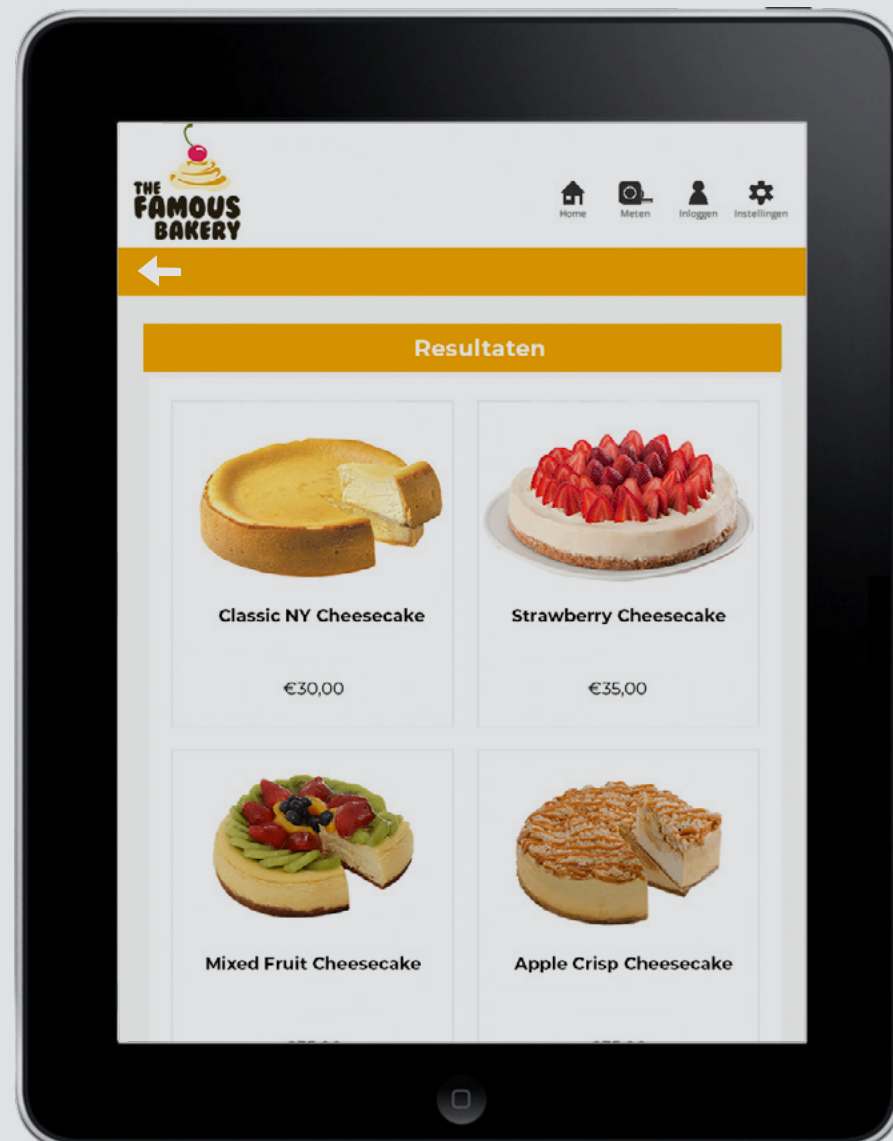 THE
FAMOUS
BAKERY
Home Meten Inloggen Instellingen
Resultaten
Classic NY Cheesecake Strawberry Cheesecake
€30,00 €35,00
Mixed Fruit Cheesecake Apple Crisp Cheesecake